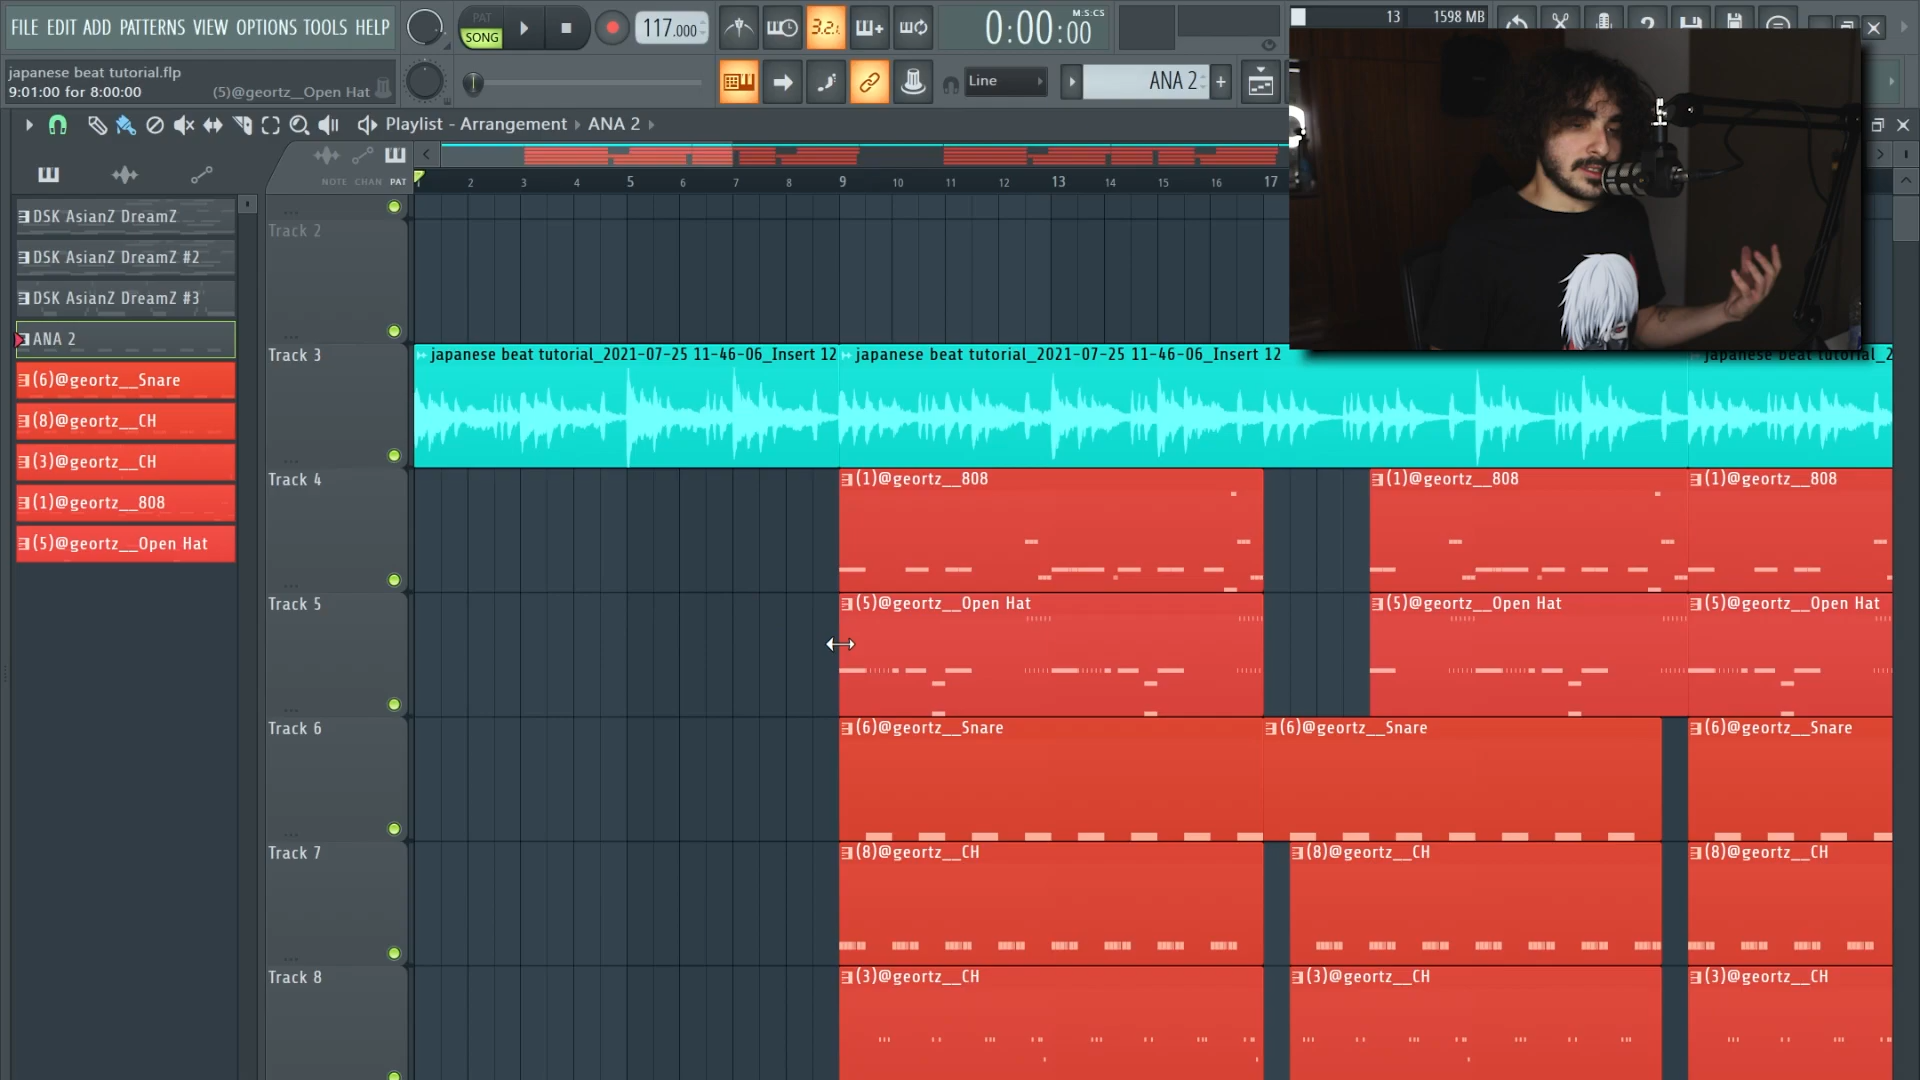 FILE EDIT ADD PATTERNS VIEW OPTIONS TOOLS HELP
PAT
SONG
117.000
3.2.
0:00:00
M:S:CS
13
1598 MB
japanese beat tutorial.flp
9:01:00 for 8:00:00
(5)@geortz__Open Hat
Line
ANA 2
Playlist - Arrangement
ANA 2
NOTE CHAN PAT
1 2 3 4 5 6 7 8 9 10 11 12 13 14 15 16 17
DSK AsianZ DreamZ
DSK AsianZ DreamZ #2
DSK AsianZ DreamZ #3
ANA 2
(6)@geortz__Snare
(8)@geortz__CH
(3)@geortz__CH
(1)@geortz__808
(5)@geortz__Open Hat
Track 2
Track 3
japanese beat tutorial_2021-07-25 11-46-06_Insert 12
japanese beat tutorial_2021-07-25 11-46-06_Insert 12
japanese beat tutorial_2
Track 4
(1)@geortz__808
(1)@geortz__808
(1)@geortz__808
Track 5
(5)@geortz__Open Hat
(5)@geortz__Open Hat
(5)@geortz__Open Hat
Track 6
(6)@geortz__Snare
(6)@geortz__Snare
(6)@geortz__Snare
Track 7
(8)@geortz__CH
(8)@geortz__CH
(8)@geortz__CH
Track 8
(3)@geortz__CH
(3)@geortz__CH
(3)@geortz__CH